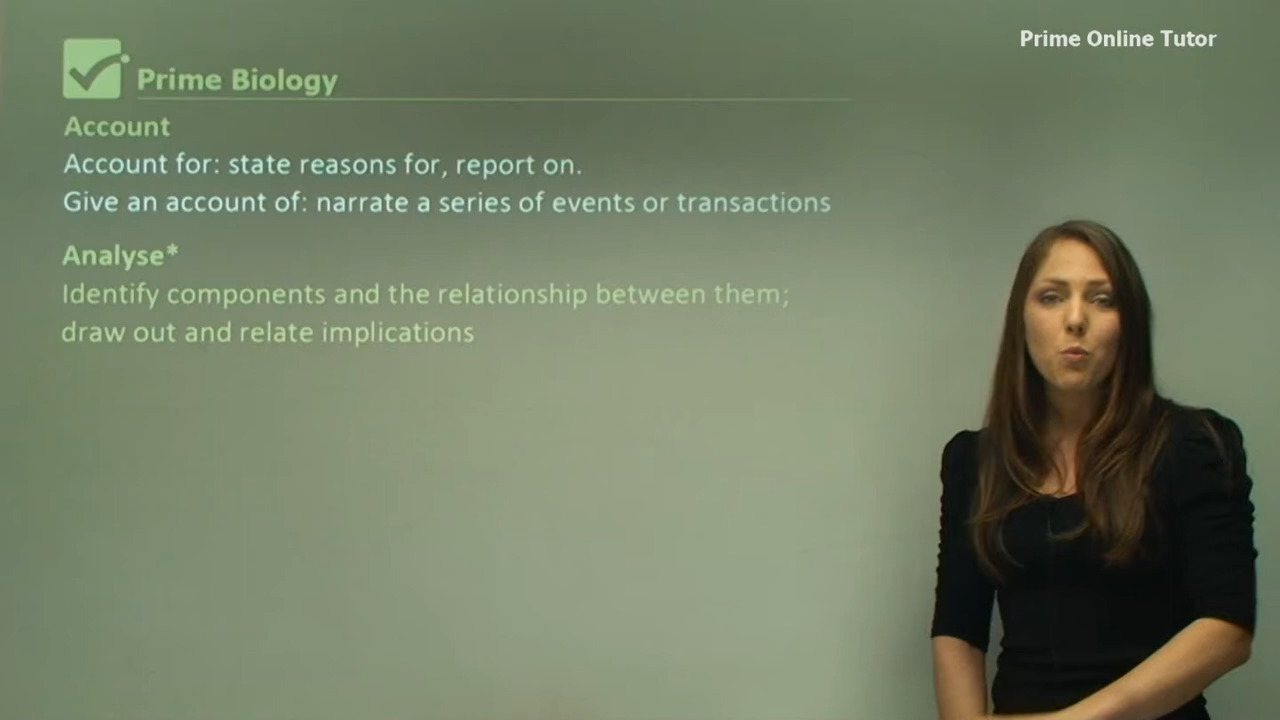 Prime Online Tutor
Prime Biology
Account
Account for: state reasons for, report on.
Give an account of: narrate a series of events or transactions
Analyse*
Identify components and the relationship between them;
draw out and relate implications